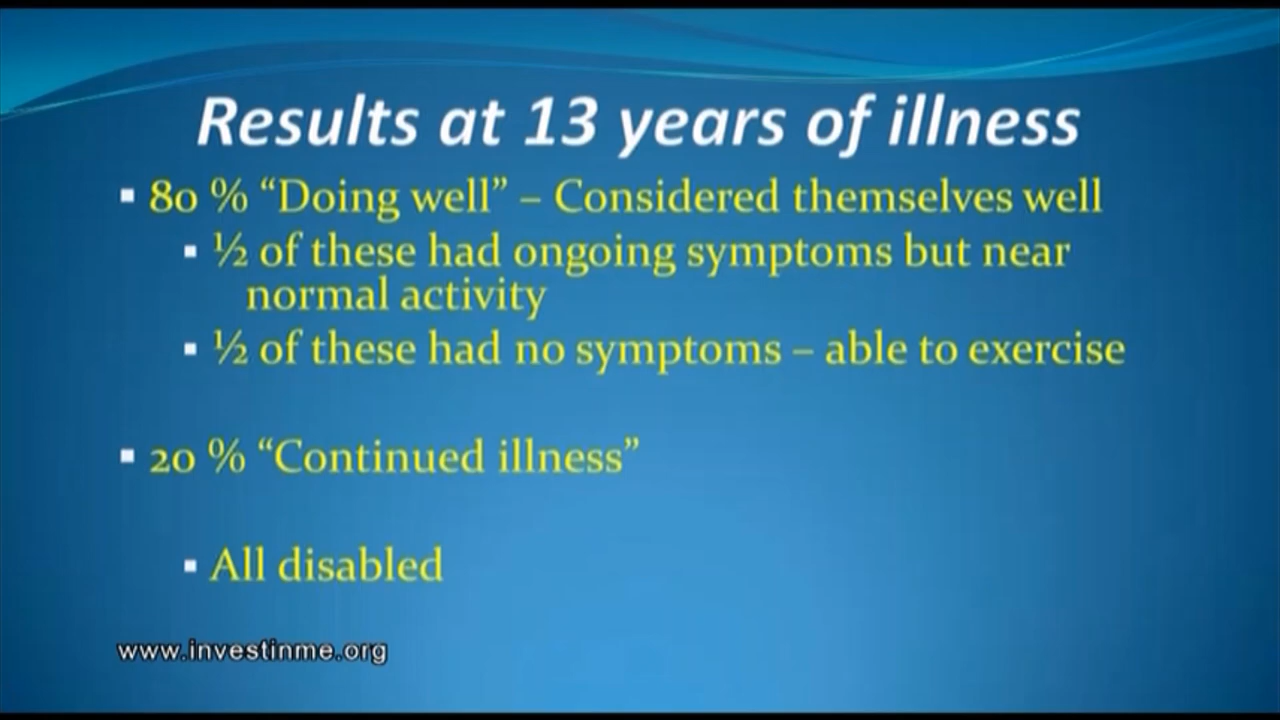 Results at 13 years of illness
▪ 80 % “Doing well” – Considered themselves well
▪ ½ of these had ongoing symptoms but near
normal activity
▪ ½ of these had no symptoms – able to exercise
▪ 20 % “Continued illness”
▪ All disabled
www.investinme.org